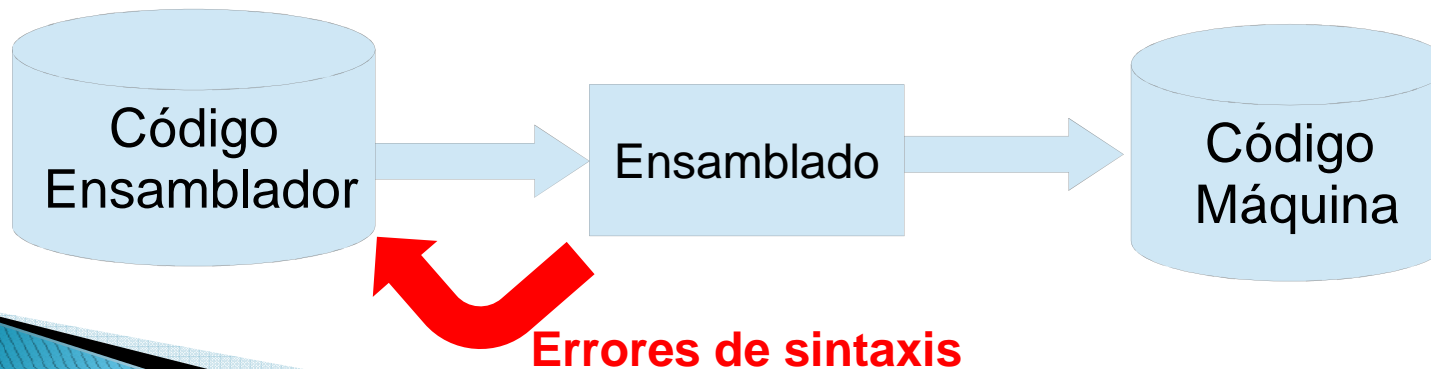 Código
Ensamblador
Ensamblado
Código
Máquina
Errores de sintaxis